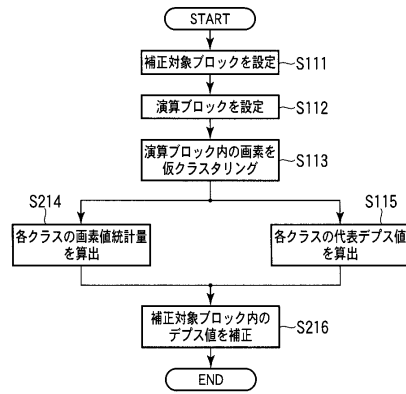 START
補正対象ブロックを設定
S111
演算ブロックを設定
S112
演算ブロック内の画素を
仮クラスタリング
S113
S214
各クラスの画素値統計量
を算出
S115
各クラスの代表デプス値
を算出
補正対象ブロック内の
デプス値を補正
S216
END